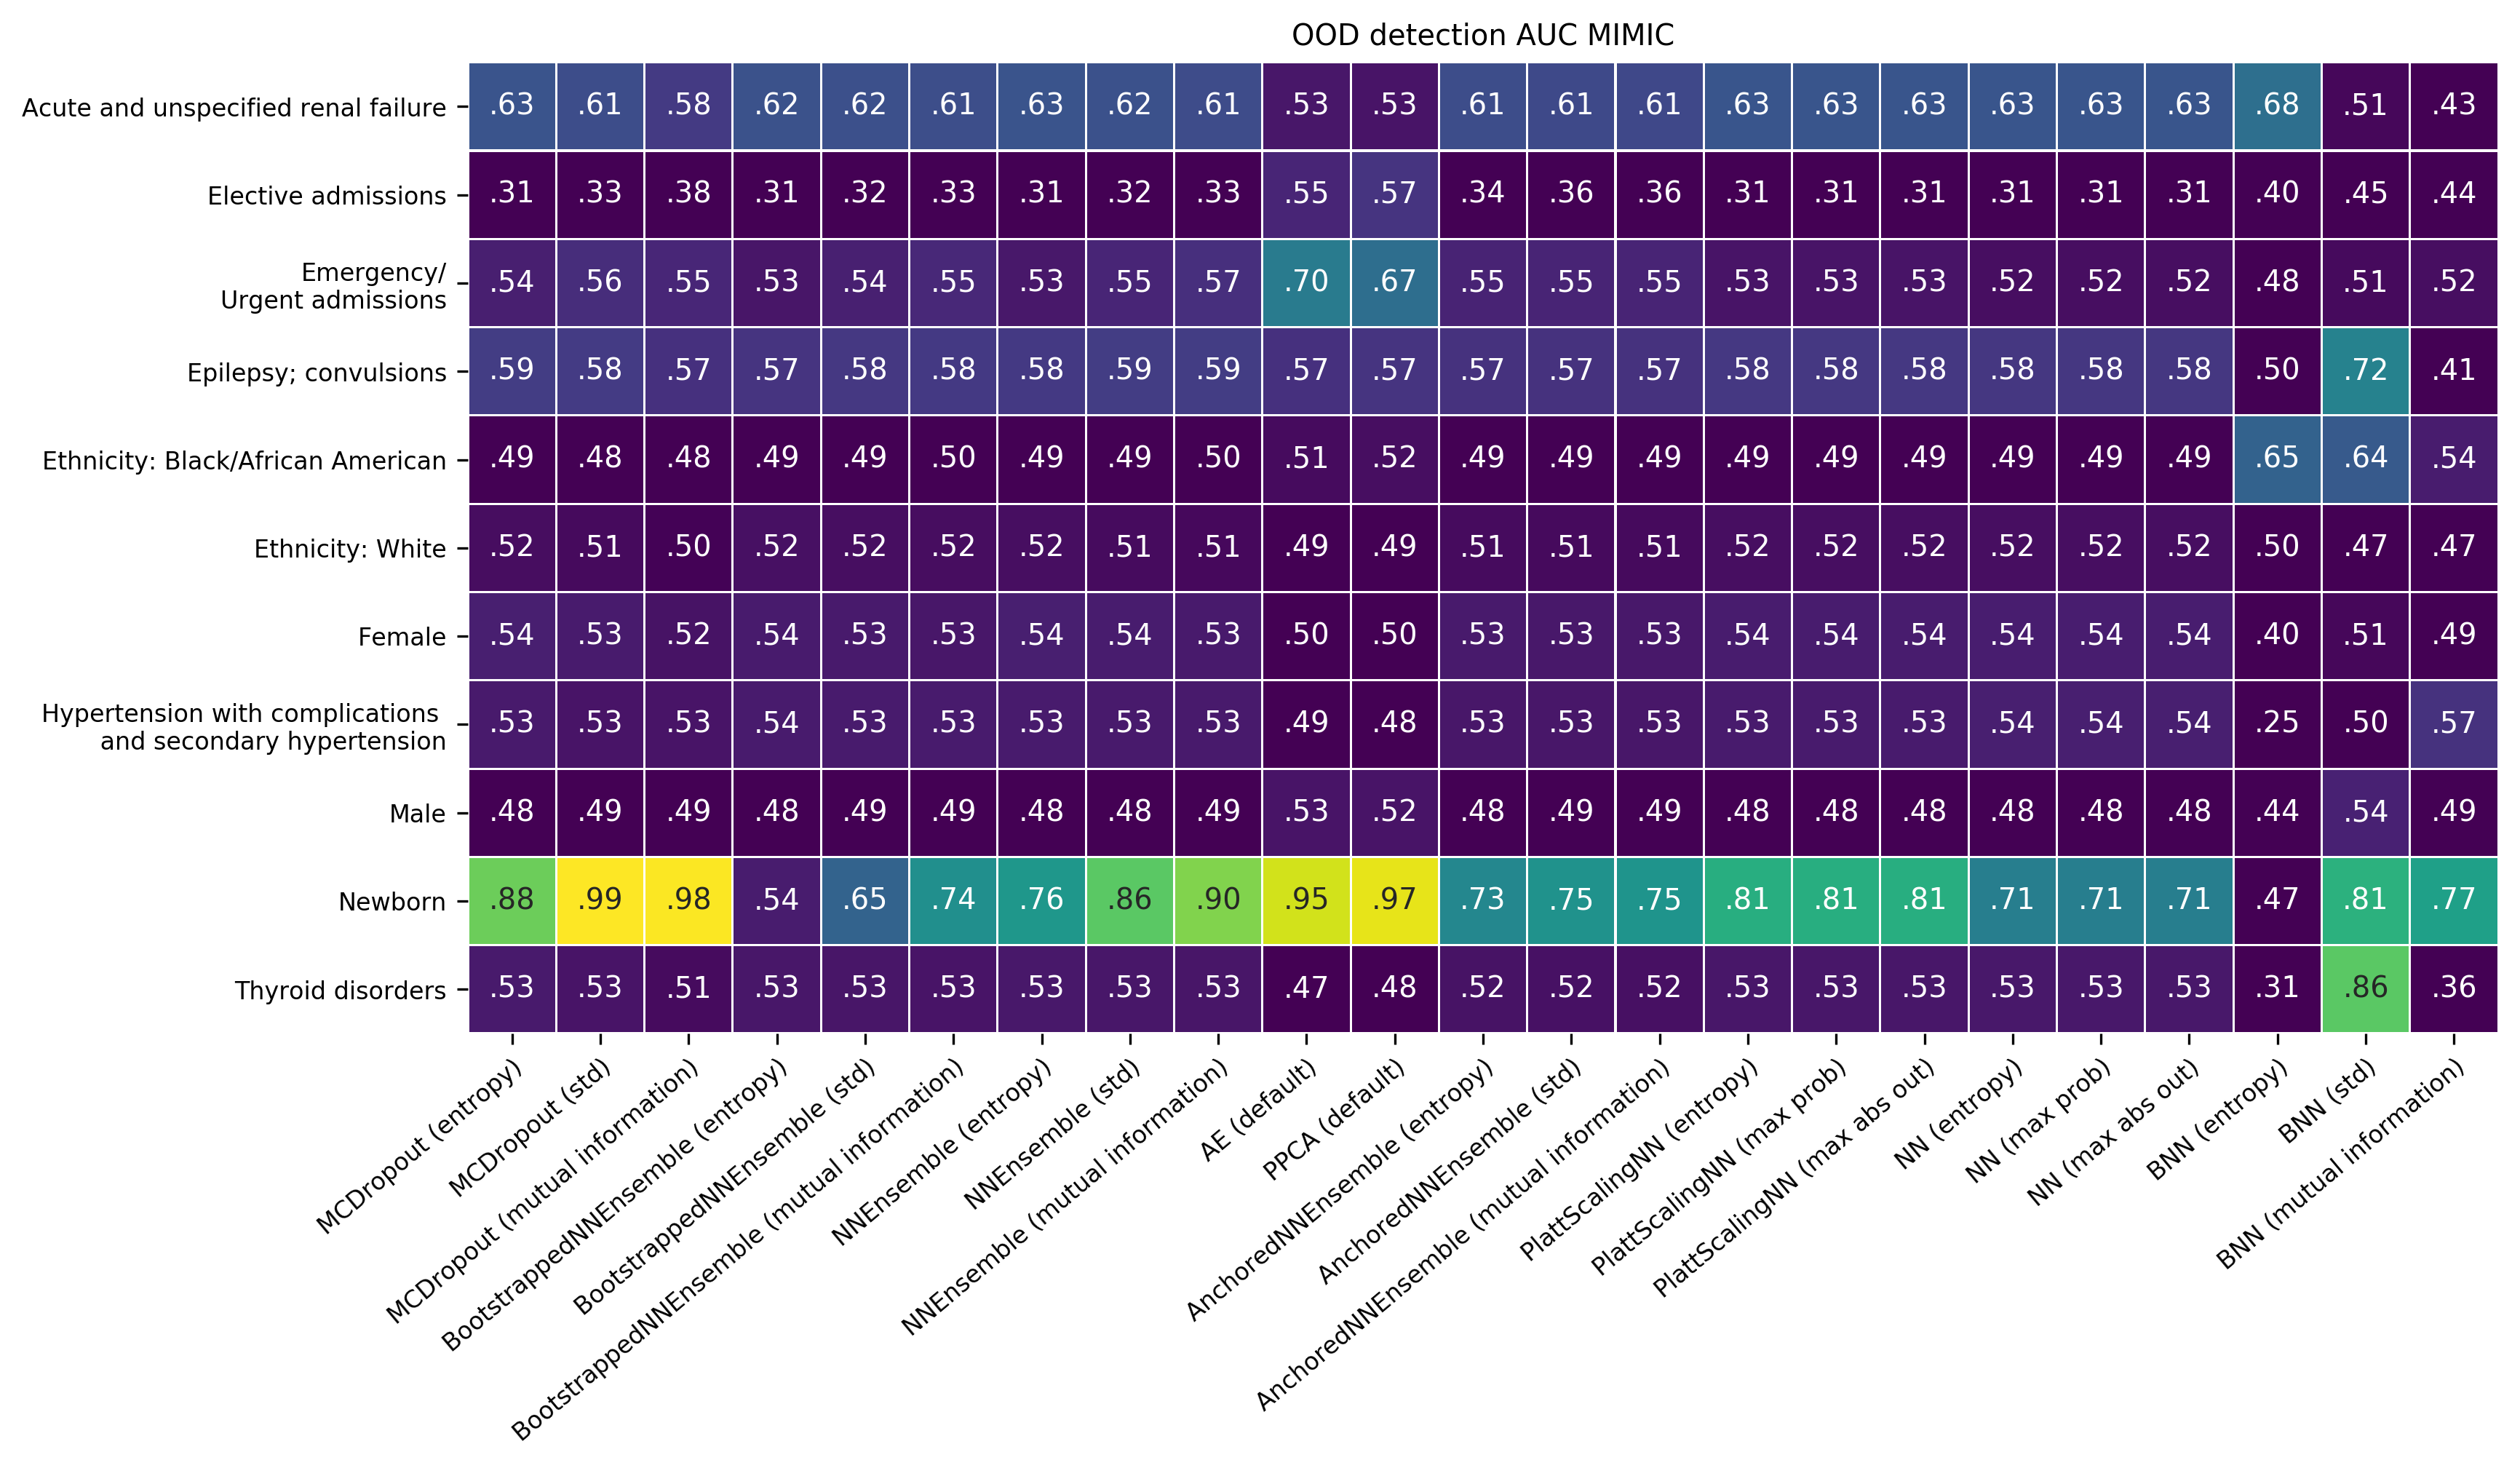 OOD detection AUC MIMIC
Acute and unspecified renal failure .63 .61 .58 .62 .62 .61 .63 .62 .61 .53 .53 .61 .61 .61 .63 .63 .63 .63 .63 .63 .68 .51 .43
Elective admissions .31 .33 .38 .31 .32 .33 .31 .32 .33 .55 .57 .34 .36 .36 .31 .31 .31 .31 .31 .31 .40 .45 .44
Emergency/
Urgent admissions .54 .56 .55 .53 .54 .55 .53 .55 .57 .70 .67 .55 .55 .55 .53 .53 .53 .52 .52 .52 .48 .51 .52
Epilepsy; convulsions .59 .58 .57 .57 .58 .58 .58 .59 .59 .57 .57 .57 .57 .57 .58 .58 .58 .58 .58 .58 .50 .72 .41
Ethnicity: Black/African American .49 .48 .48 .49 .49 .50 .49 .49 .50 .51 .52 .49 .49 .49 .49 .49 .49 .49 .49 .49 .65 .64 .54
Ethnicity: White .52 .51 .50 .52 .52 .52 .52 .51 .51 .49 .49 .51 .51 .51 .52 .52 .52 .52 .52 .52 .50 .47 .47
Female .54 .53 .52 .54 .53 .53 .54 .54 .53 .50 .50 .53 .53 .53 .54 .54 .54 .54 .54 .54 .40 .51 .49
Hypertension with complications
and secondary hypertension .53 .53 .53 .54 .53 .53 .53 .53 .53 .49 .48 .53 .53 .53 .53 .53 .53 .54 .54 .54 .25 .50 .57
Male .48 .49 .49 .48 .49 .49 .48 .48 .49 .53 .52 .48 .49 .49 .48 .48 .48 .48 .48 .48 .44 .54 .49
Newborn .88 .99 .98 .54 .65 .74 .76 .86 .90 .95 .97 .73 .75 .75 .81 .81 .81 .71 .71 .71 .47 .81 .77
Thyroid disorders .53 .53 .51 .53 .53 .53 .53 .53 .53 .47 .48 .52 .52 .52 .53 .53 .53 .53 .53 .53 .31 .86 .36
MCDropout (entropy)
MCDropout (std)
MCDropout (mutual information)
BootstrappedNNEnsemble (entropy)
BootstrappedNNEnsemble (std)
BootstrappedNNEnsemble (mutual information)
NNEnsemble (entropy)
NNEnsemble (std)
NNEnsemble (mutual information)
AE (default)
PPCA (default)
AnchoredNNEnsemble (entropy)
AnchoredNNEnsemble (std)
AnchoredNNEnsemble (mutual information)
PlattScalingNN (entropy)
PlattScalingNN (max prob)
PlattScalingNN (max abs out)
NN (entropy)
NN (max prob)
NN (max abs out)
BNN (entropy)
BNN (std)
BNN (mutual information)